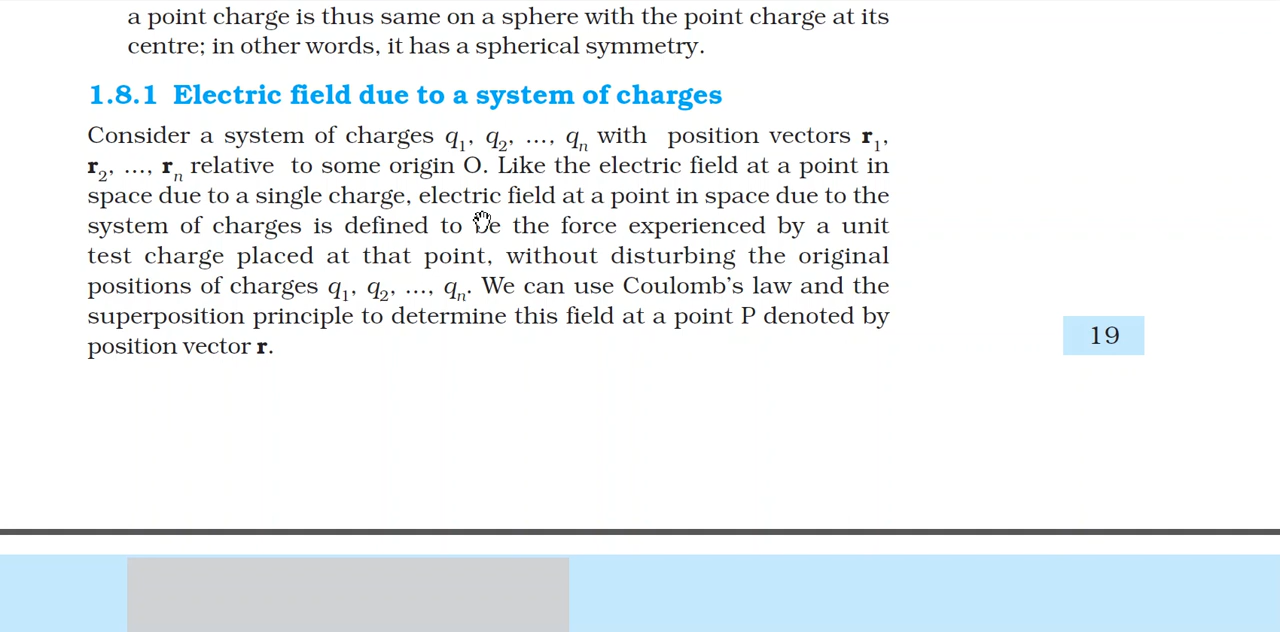 a point charge is thus same on a sphere with the point charge at its
centre; in other words, it has a spherical symmetry.
1.8.1 Electric field due to a system of charges
Consider a system of charges q₁, q₂, ..., qₙ with position vectors r₁,
r₂, ..., rₙ relative to some origin O. Like the electric field at a point in
space due to a single charge, electric field at a point in space due to the
system of charges is defined to be the force experienced by a unit
test charge placed at that point, without disturbing the original
positions of charges q₁, q₂, ..., qₙ. We can use Coulomb's law and the
superposition principle to determine this field at a point P denoted by
position vector r.
19